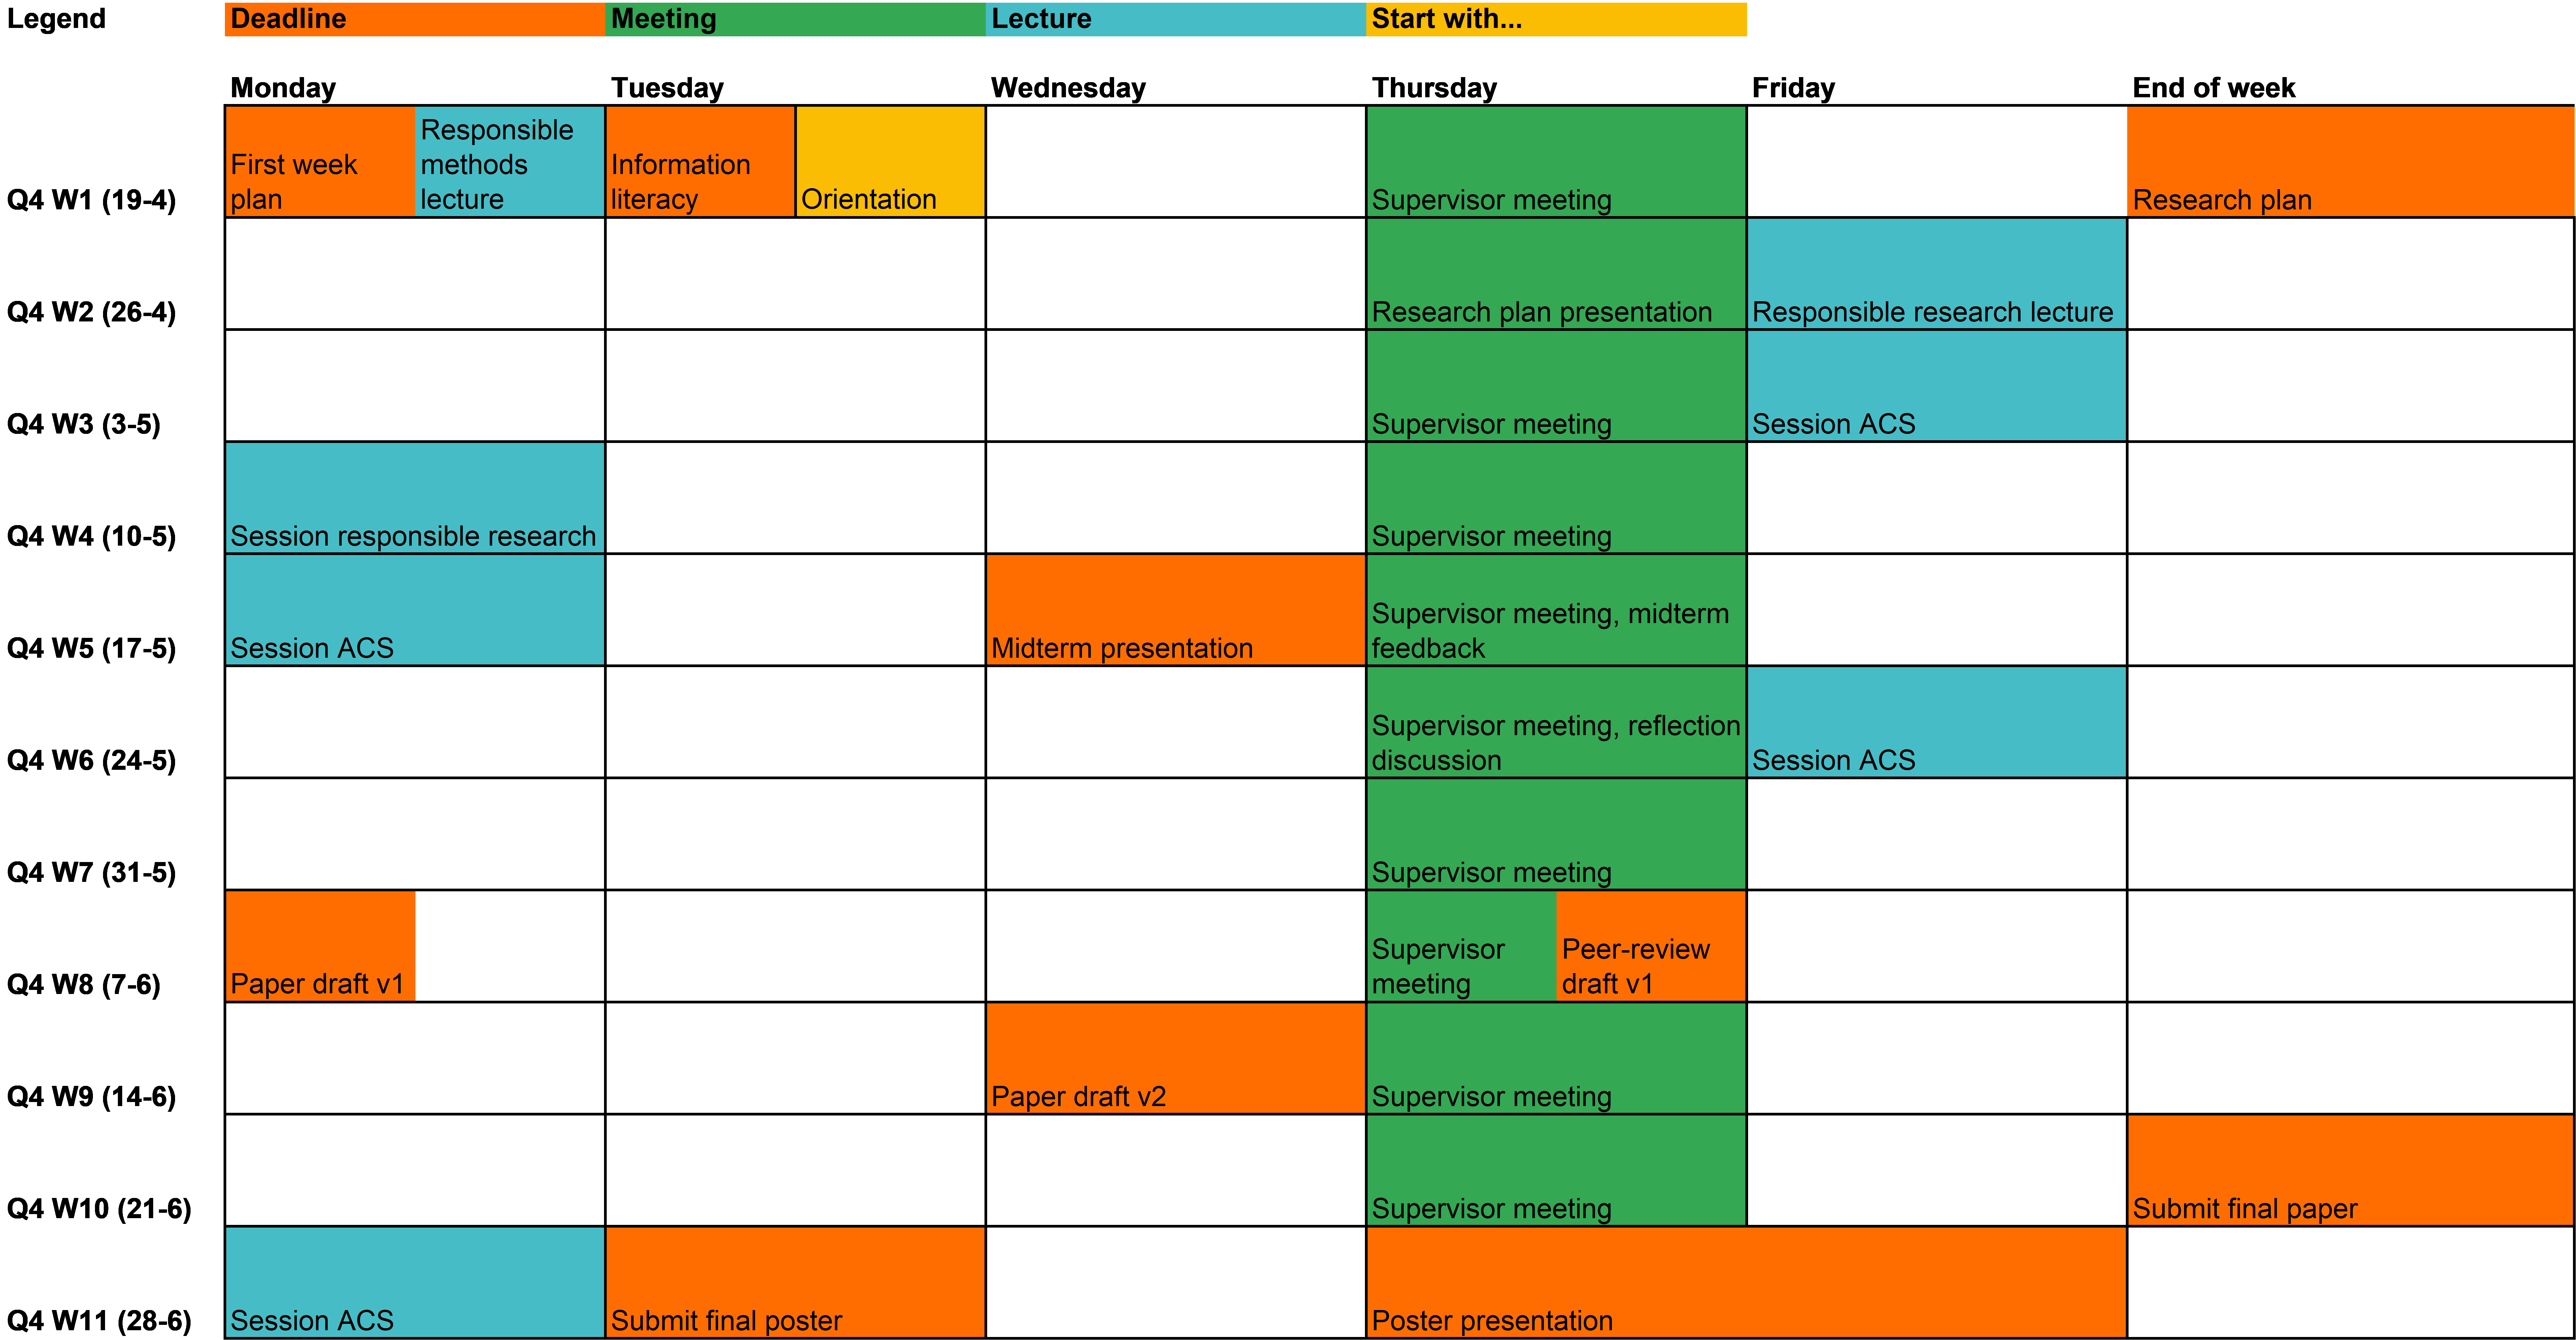 Legend Deadline Meeting Lecture Start with...
Monday Tuesday Wednesday Thursday Friday End of week
Q4 W1 (19-4)
First week
plan
Responsible
methods
lecture
Information
literacy
Orientation
Supervisor meeting
Research plan
Q4 W2 (26-4)
Research plan presentation
Responsible research lecture
Q4 W3 (3-5)
Supervisor meeting
Session ACS
Q4 W4 (10-5)
Session responsible research
Supervisor meeting
Q4 W5 (17-5)
Session ACS
Midterm presentation
Supervisor meeting, midterm
feedback
Q4 W6 (24-5)
Supervisor meeting, reflection
discussion
Session ACS
Q4 W7 (31-5)
Supervisor meeting
Q4 W8 (7-6)
Paper draft v1
Supervisor
meeting
Peer-review
draft v1
Q4 W9 (14-6)
Paper draft v2
Supervisor meeting
Q4 W10 (21-6)
Supervisor meeting
Submit final paper
Q4 W11 (28-6)
Session ACS
Submit final poster
Poster presentation